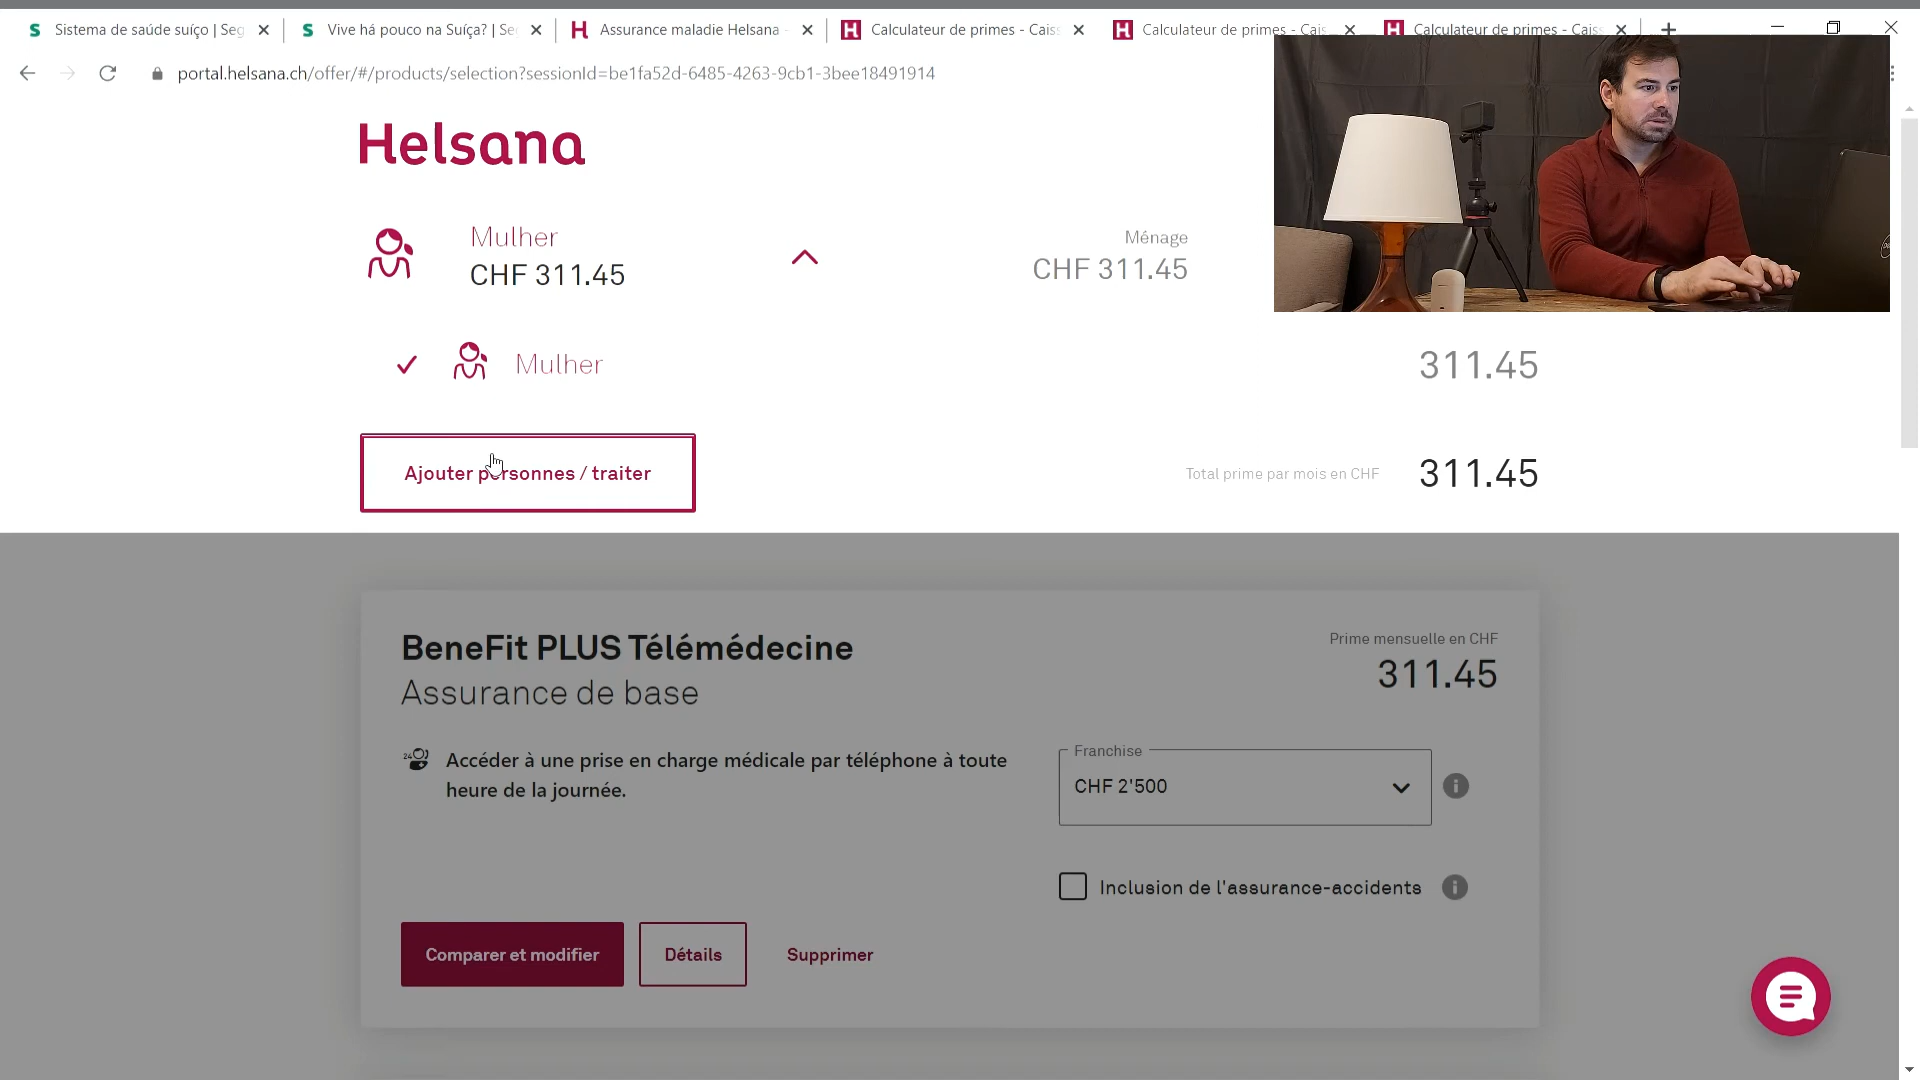 Sistema de saúde suíço | Seg
Vive há pouco na Suíça? | Se
Assurance maladie Helsana -
Calculateur de primes - Cais
Calculateur de primes - Cais
Calculateur de primes - Caiss
portal.helsana.ch/offer/#/products/selection?sessionId=be1fa52d-6485-4263-9cb1-3bee18491914
Helsana
Mulher
CHF 311.45
Ménage
CHF 311.45
Mulher
311.45
Ajouter personnes / traiter
Total prime par mois en CHF
311.45
BeneFit PLUS Télémédecine
Assurance de base
Prime mensuelle en CHF
311.45
Accéder à une prise en charge médicale par téléphone à toute
heure de la journée.
Franchise
CHF 2'500
Inclusion de l'assurance-accidents
Comparer et modifier
Détails
Supprimer